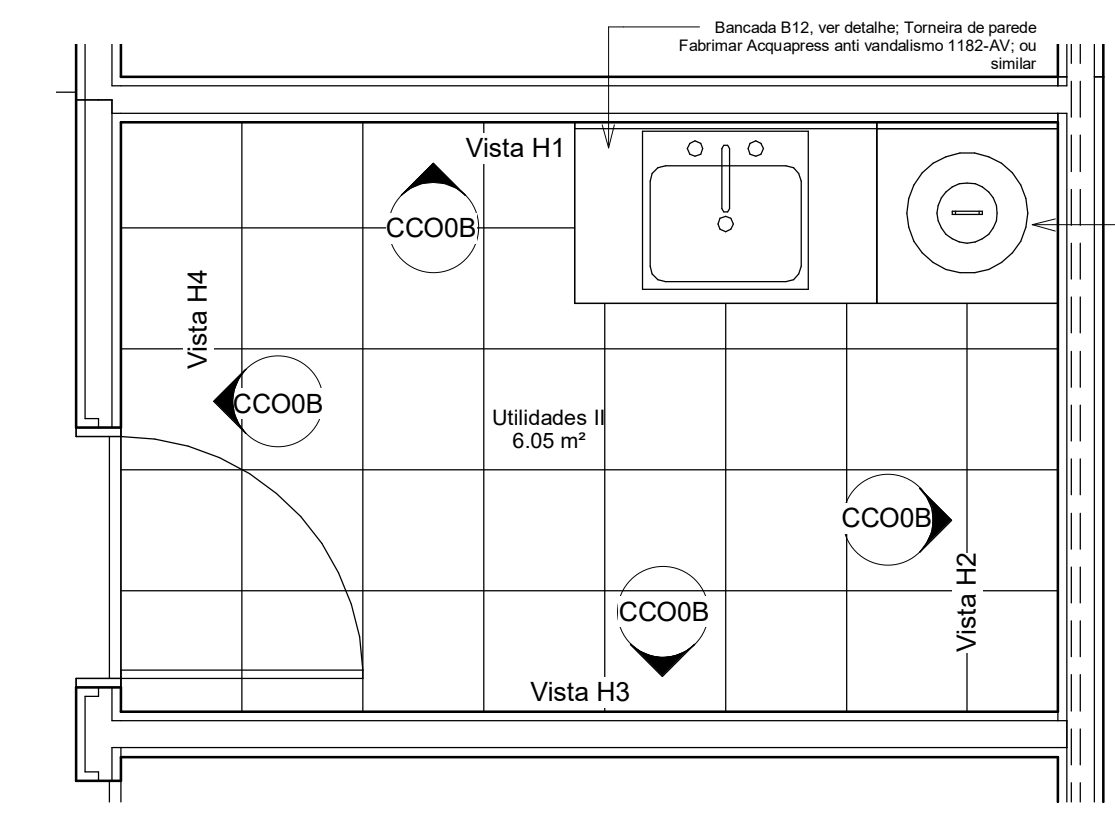 Bancada B12, ver detalhe; Torneira de parede
Fabrimar Acquapress anti vandalismo 1182-AV; ou
similar
Vista H1
CCO0B
Vista H4
CCO0B
Utilidades II
6.05 m²
CCO0B
Vista H2
CCO0B
Vista H3